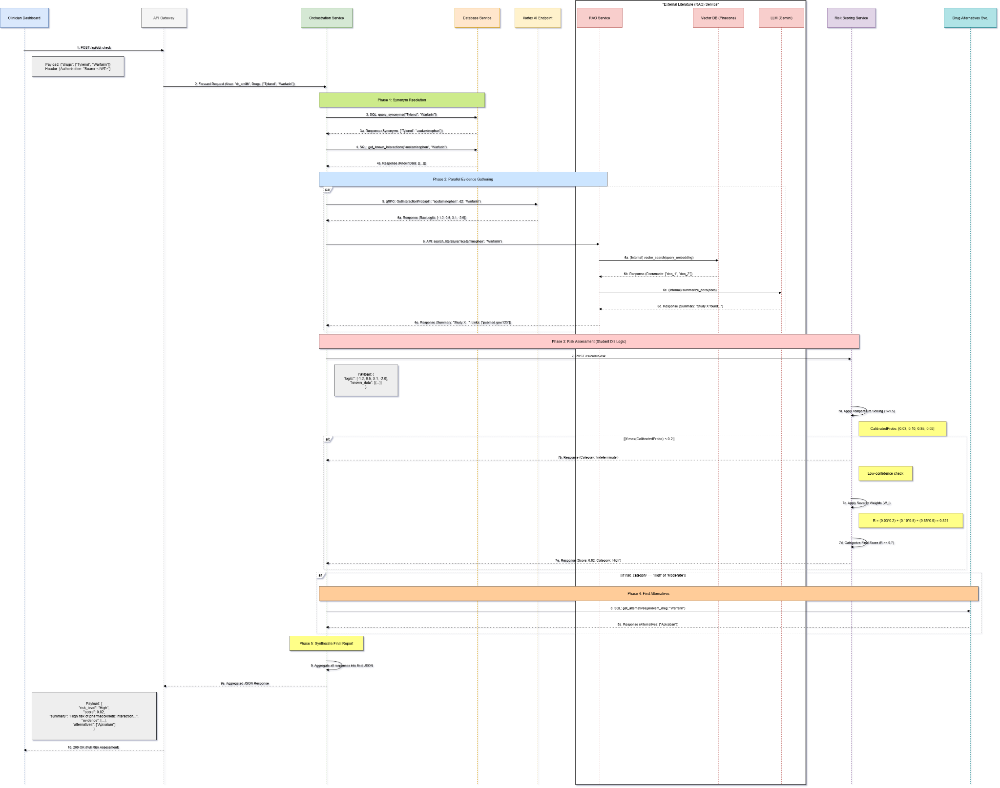 "External Literature (RAG) Service"
Clinician Dashboard
API Gateway
Orchestration Service
Database Service
Vertex AI Endpoint
RAG Service
Vector DB (Pinecone)
LLM (Gemini)
Risk Scoring Service
Drug Alternatives Svc.
1. POST /api/ddi-check
Payload: {"drugs": ["Tylenol", "Warfarin"]}
Header: {Authorization: "Bearer <JWT>"}
2. Forward Request (User: "dr_smith", Drugs: ["Tylenol", "Warfarin"])
Phase 1: Synonym Resolution
3. SQL: query_synonyms(["Tylenol", "Warfarin"])
3a. Response (Synonyms: {"Tylenol": "acetaminophen"})
4. SQL: get_known_interactions("acetaminophen", "Warfarin")
4a. Response (KnownData: [{...}])
Phase 2: Parallel Evidence Gathering
par
5. gRPC: GetInteractionProbs(d1: "acetaminophen", d2: "Warfarin")
5a. Response (RawLogits: [-1.2, 0.5, 3.1, -2.0])
6. API: search_literature("acetaminophen", "Warfarin")
6a. (Internal) vector_search(query_embedding)
6b. Response (Documents: ["doc_1", "doc_2"])
6c. (Internal) summarize_docs(docs)
6d. Response (Summary: "Study X found...")
6e. Response (Summary: "Study X...", Links: ["pubmed.gov/123"])
Phase 3: Risk Assessment (Student D's Logic)
7. POST /calculate-risk
Payload: {
"logits": [-1.2, 0.5, 3.1, -2.0],
"known_data": [{...}]
}
7a. Apply Temperature Scaling (T=1.5)
CalibratedProbs: [0.03, 0.10, 0.85, 0.02]
alt
[[if max(CalibratedProbs) < 0.2]]
7b. Response (Category: 'Indeterminate')
Low-confidence check
7c. Apply Severity Weights (W_i)
R = (0.03*0.2) + (0.10*0.5) + (0.85*0.9) = 0.821
7d. Categorize Final Score (R >= 0.7)
7e. Response (Score: 0.82, Category: 'High')
alt
[[If risk_category == 'High' or 'Moderate']]
Phase 4: Find Alternatives
8. SQL: get_alternatives(problem_drug: "Warfarin")
8a. Response (Alternatives: ["Apixaban"])
Phase 5: Synthesize Final Report
9. Aggregate all responses into final JSON
9a. Aggregated JSON Response
Payload: {
"risk_level": "High",
"score": 0.82,
"summary": "High risk of pharmacokinetic interaction...",
"evidence": [...],
"alternatives": ["Apixaban"]
}
10. 200 OK (Full Risk Assessment)